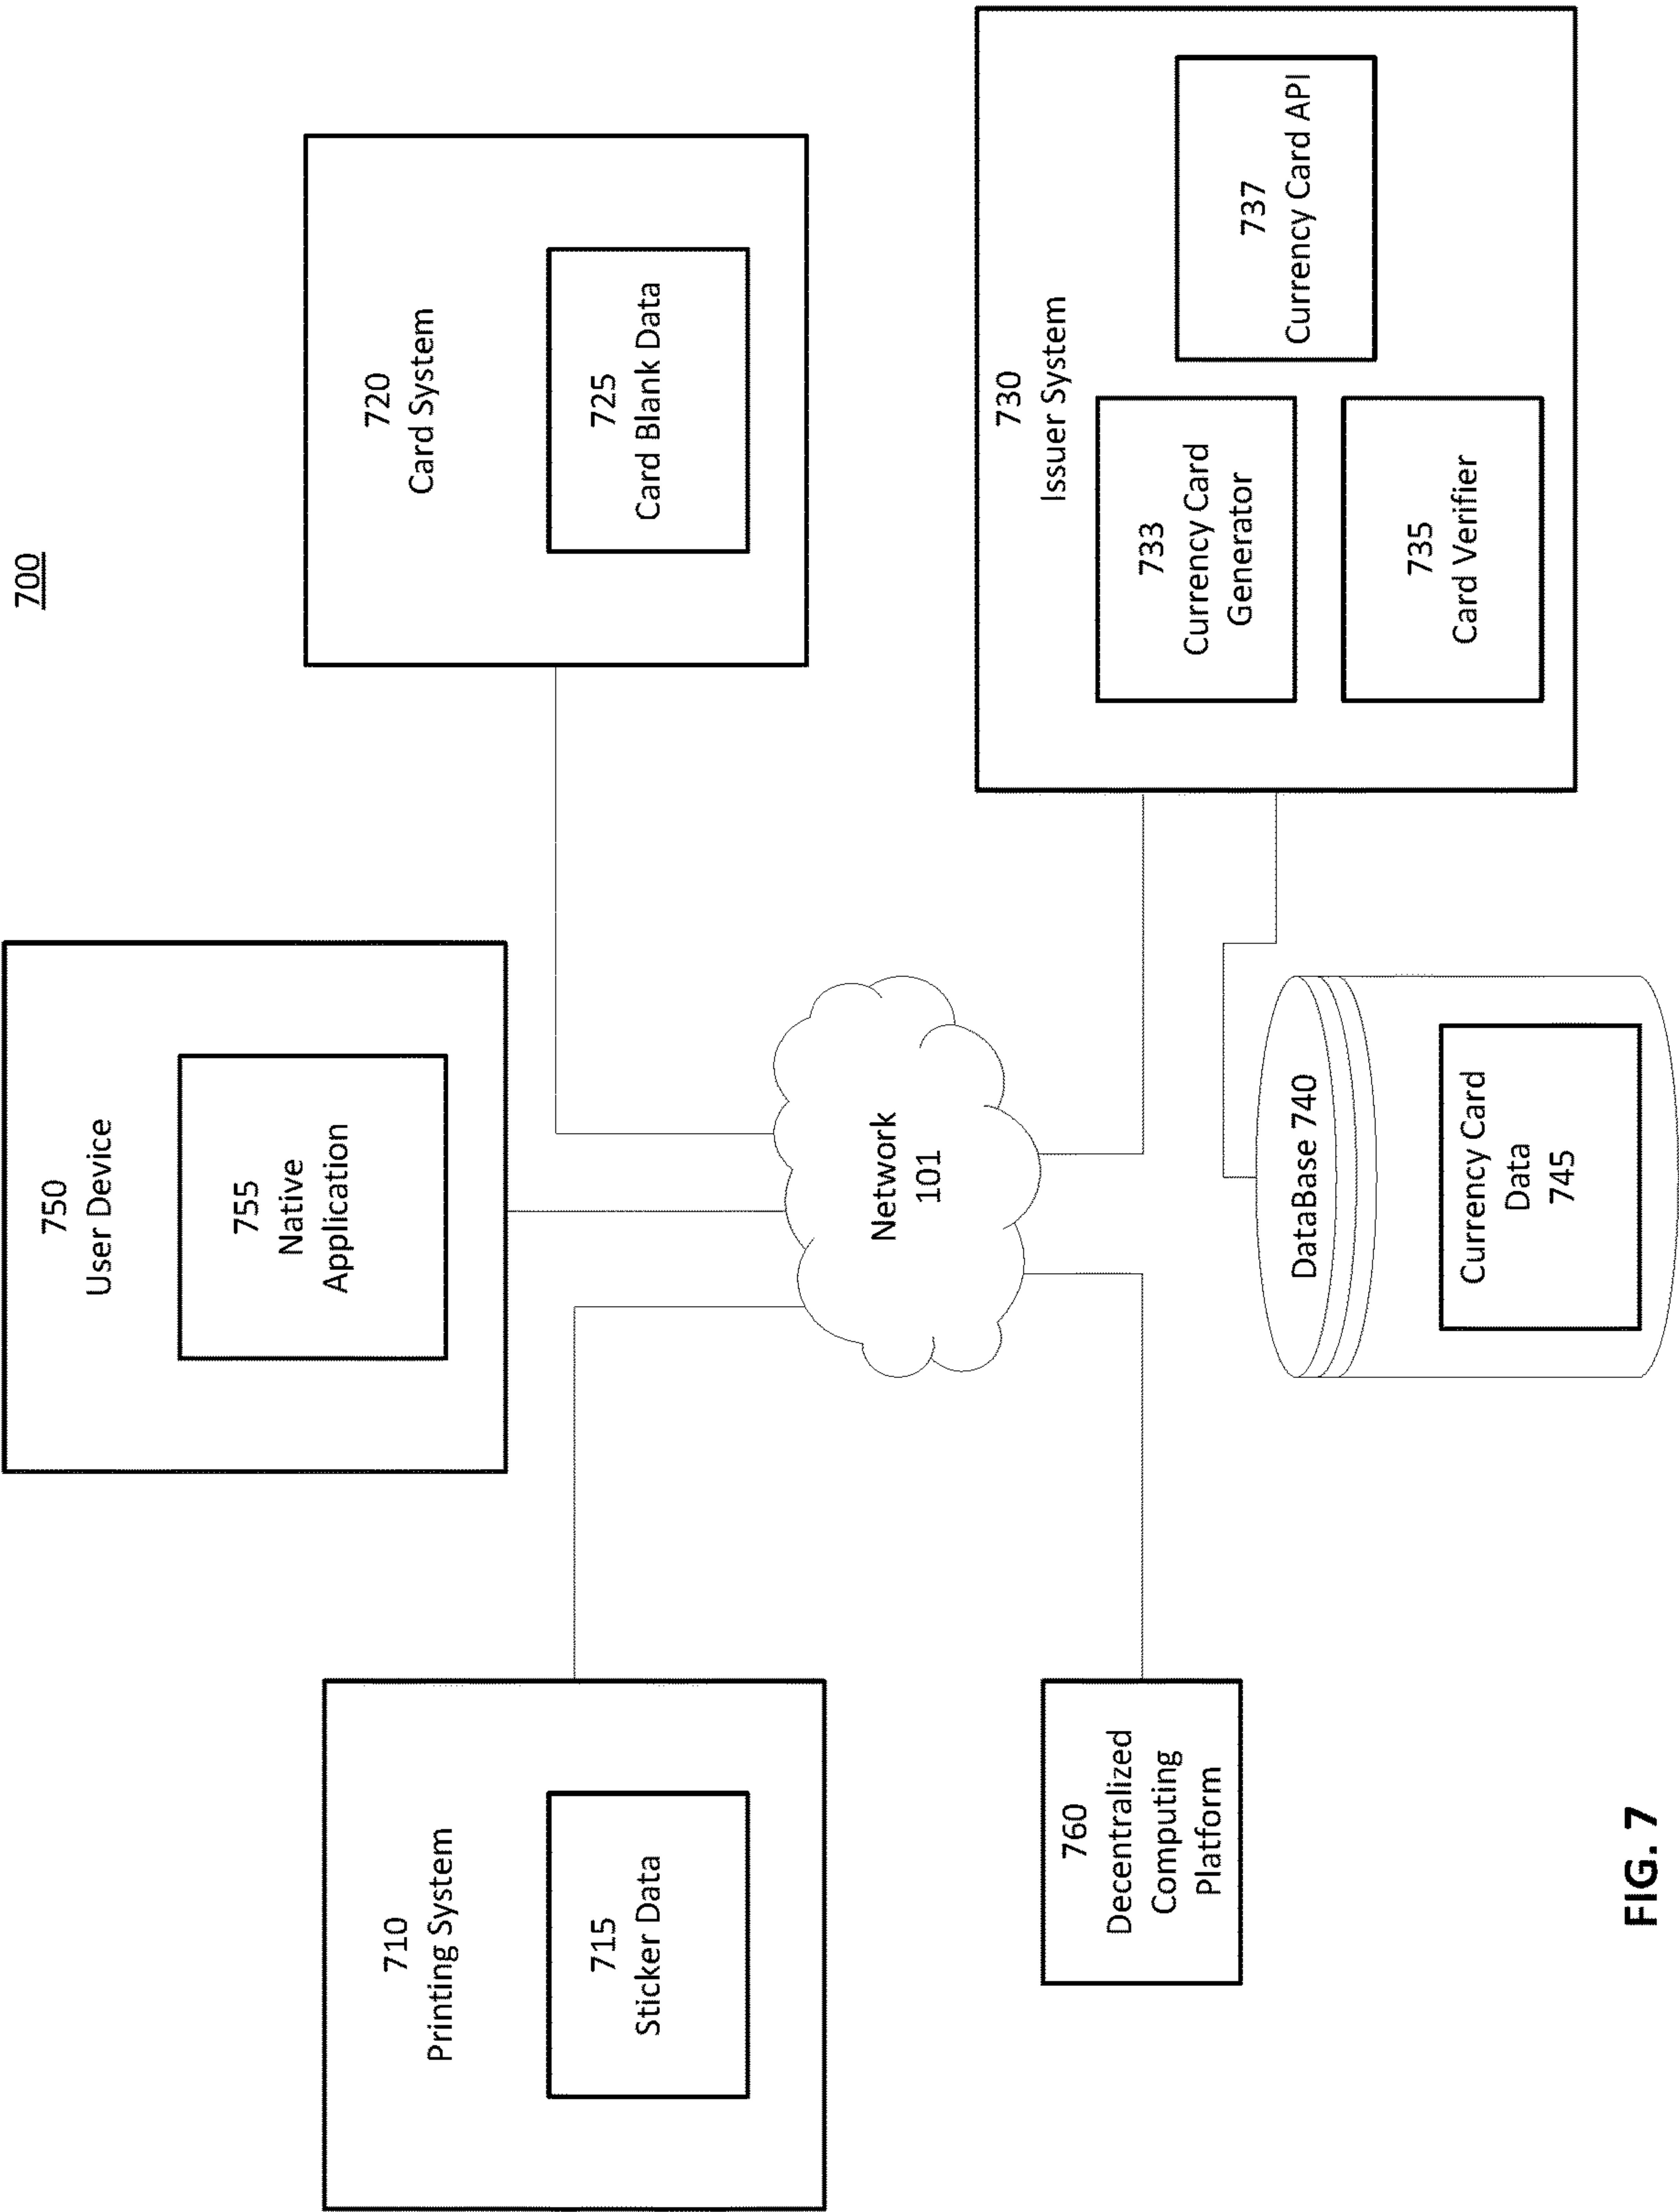 700
750
User Device
755
Native
Application
710
Printing System
715
Sticker Data
720
Card System
725
Card Blank Data
Network
101
760
Decentralized
Computing
Platform
DataBase 740
Currency Card
Data
745
730
Issuer System
733
Currency Card
Generator
735
Card Verifier
737
Currency Card API
FIG. 7